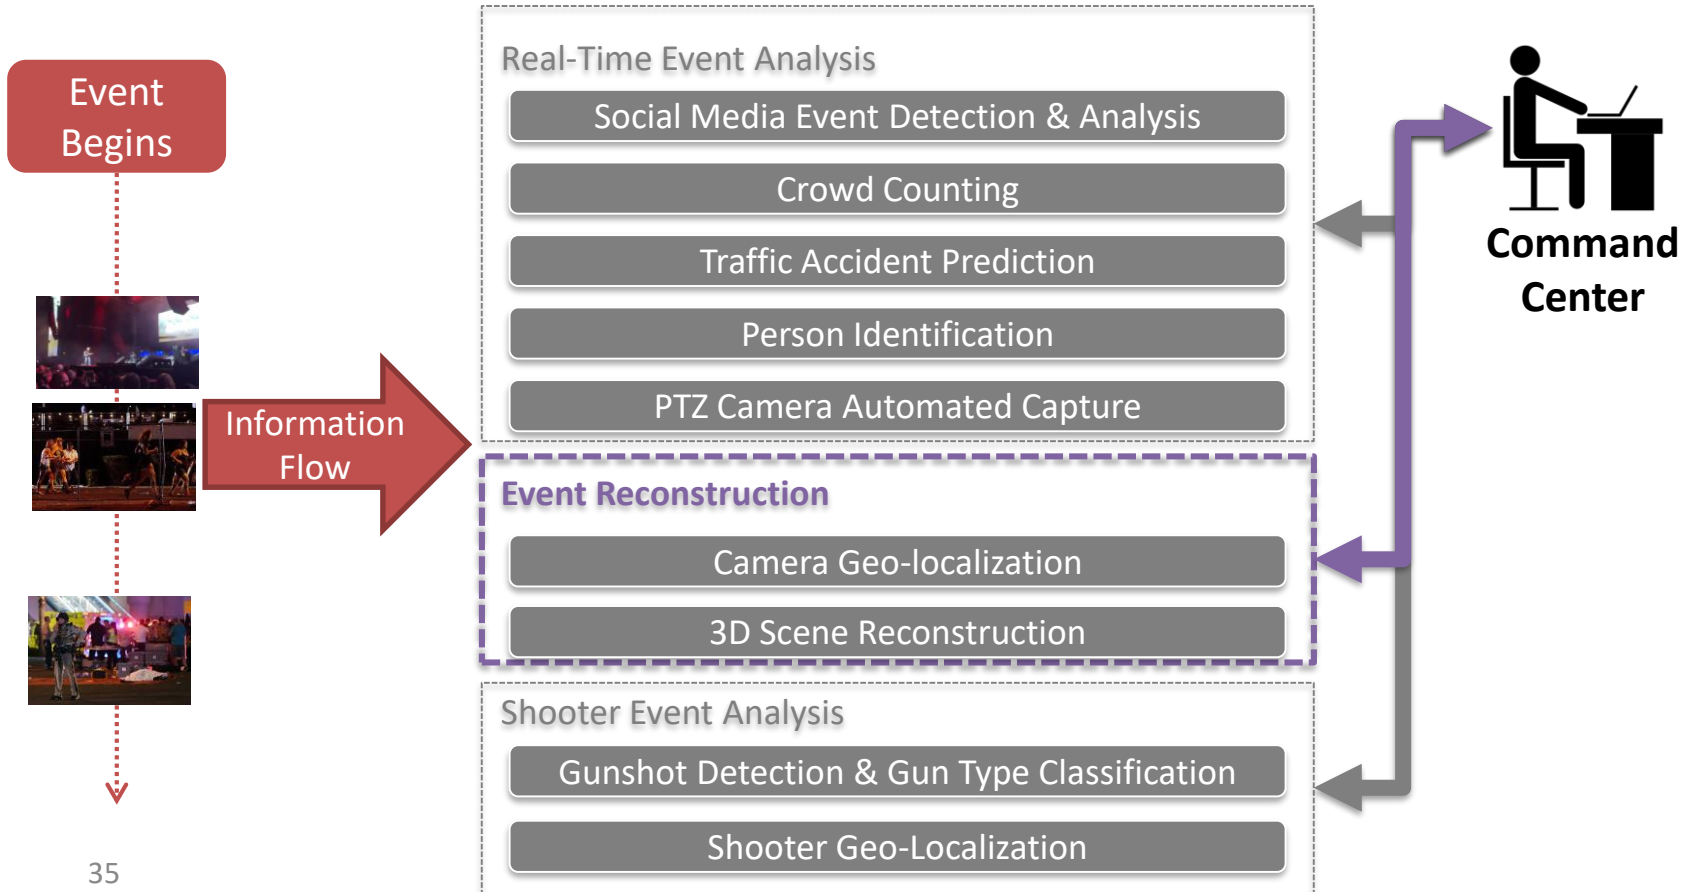 Event
Begins
Information
Flow
Real-Time Event Analysis
Social Media Event Detection & Analysis
Crowd Counting
Traffic Accident Prediction
Person Identification
PTZ Camera Automated Capture
Event Reconstruction
Camera Geo-localization
3D Scene Reconstruction
Shooter Event Analysis
Gunshot Detection & Gun Type Classification
Shooter Geo-Localization
Command
Center
35